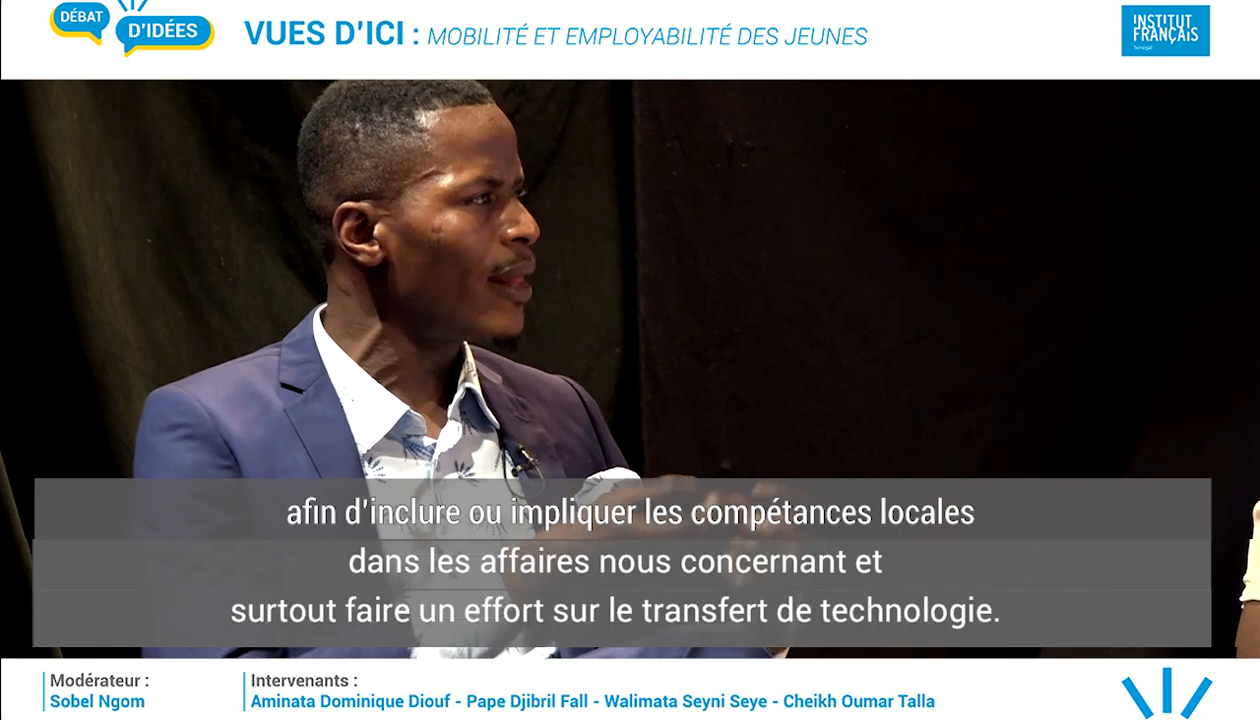 DÉBAT
D'IDÉES
VUES D'ICI : MOBILITÉ ET EMPLOYABILITÉ DES JEUNES
INSTITUT
FRANÇAIS
Sénégal
afin d'inclure ou impliquer les compétances locales
dans les affaires nous concernant et
surtout faire un effort sur le transfert de technologie.
Modérateur :
Sobel Ngom
Intervenants :
Aminata Dominique Diouf - Pape Djibril Fall - Walimata Seyni Seye - Cheikh Oumar Talla